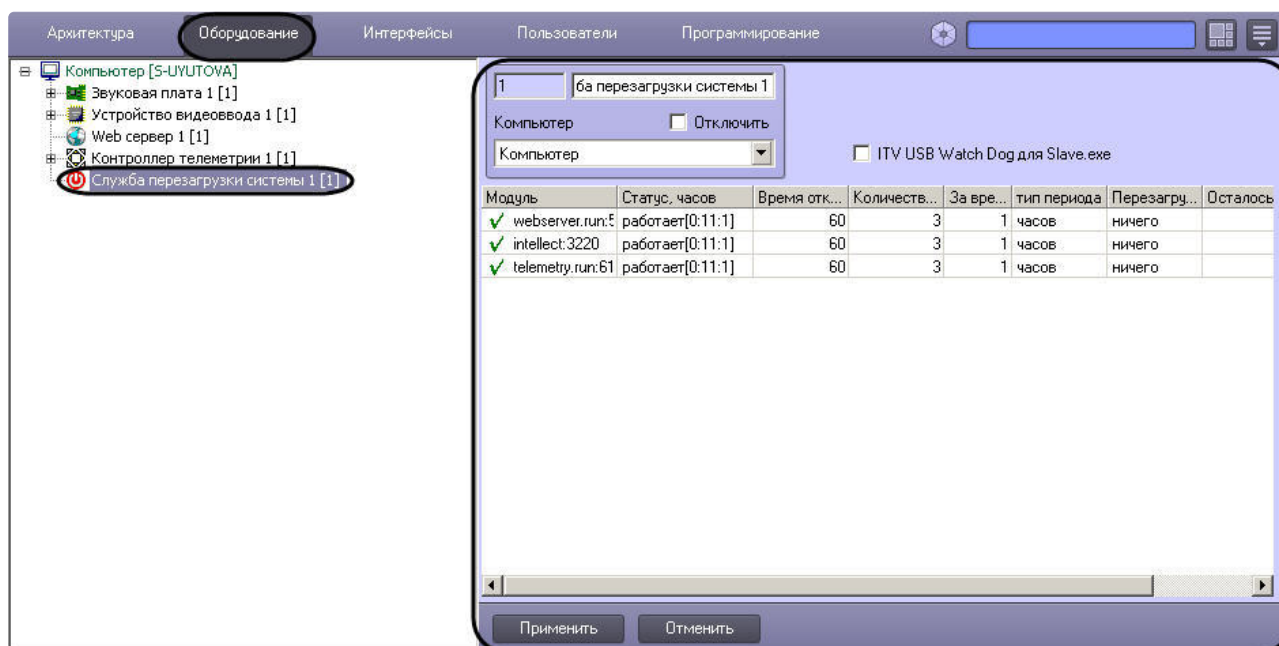 Архитектура Оборудование Интерфейсы Пользователи Программирование
Компьютер [S-UYUTOVA]
Звуковая плата 1 [1]
Устройство видеоввода 1 [1]
Web сервер 1 [1]
Контроллер телеметрии 1 [1]
Служба перезагрузки системы 1 [1]
1 ба перезагрузки системы 1
Компьютер Отключить
Компьютер ITV USB Watch Dog для Slave.exe
Модуль Статус, часов Время отк... Количеств... За вре... тип периода Перезагру... Осталось
webserver.run:5 работает[0:11:1] 60 3 1 часов ничего
intellect:3220 работает[0:11:1] 60 3 1 часов ничего
telemetry.run:61 работает[0:11:1] 60 3 1 часов ничего
Применить Отменить